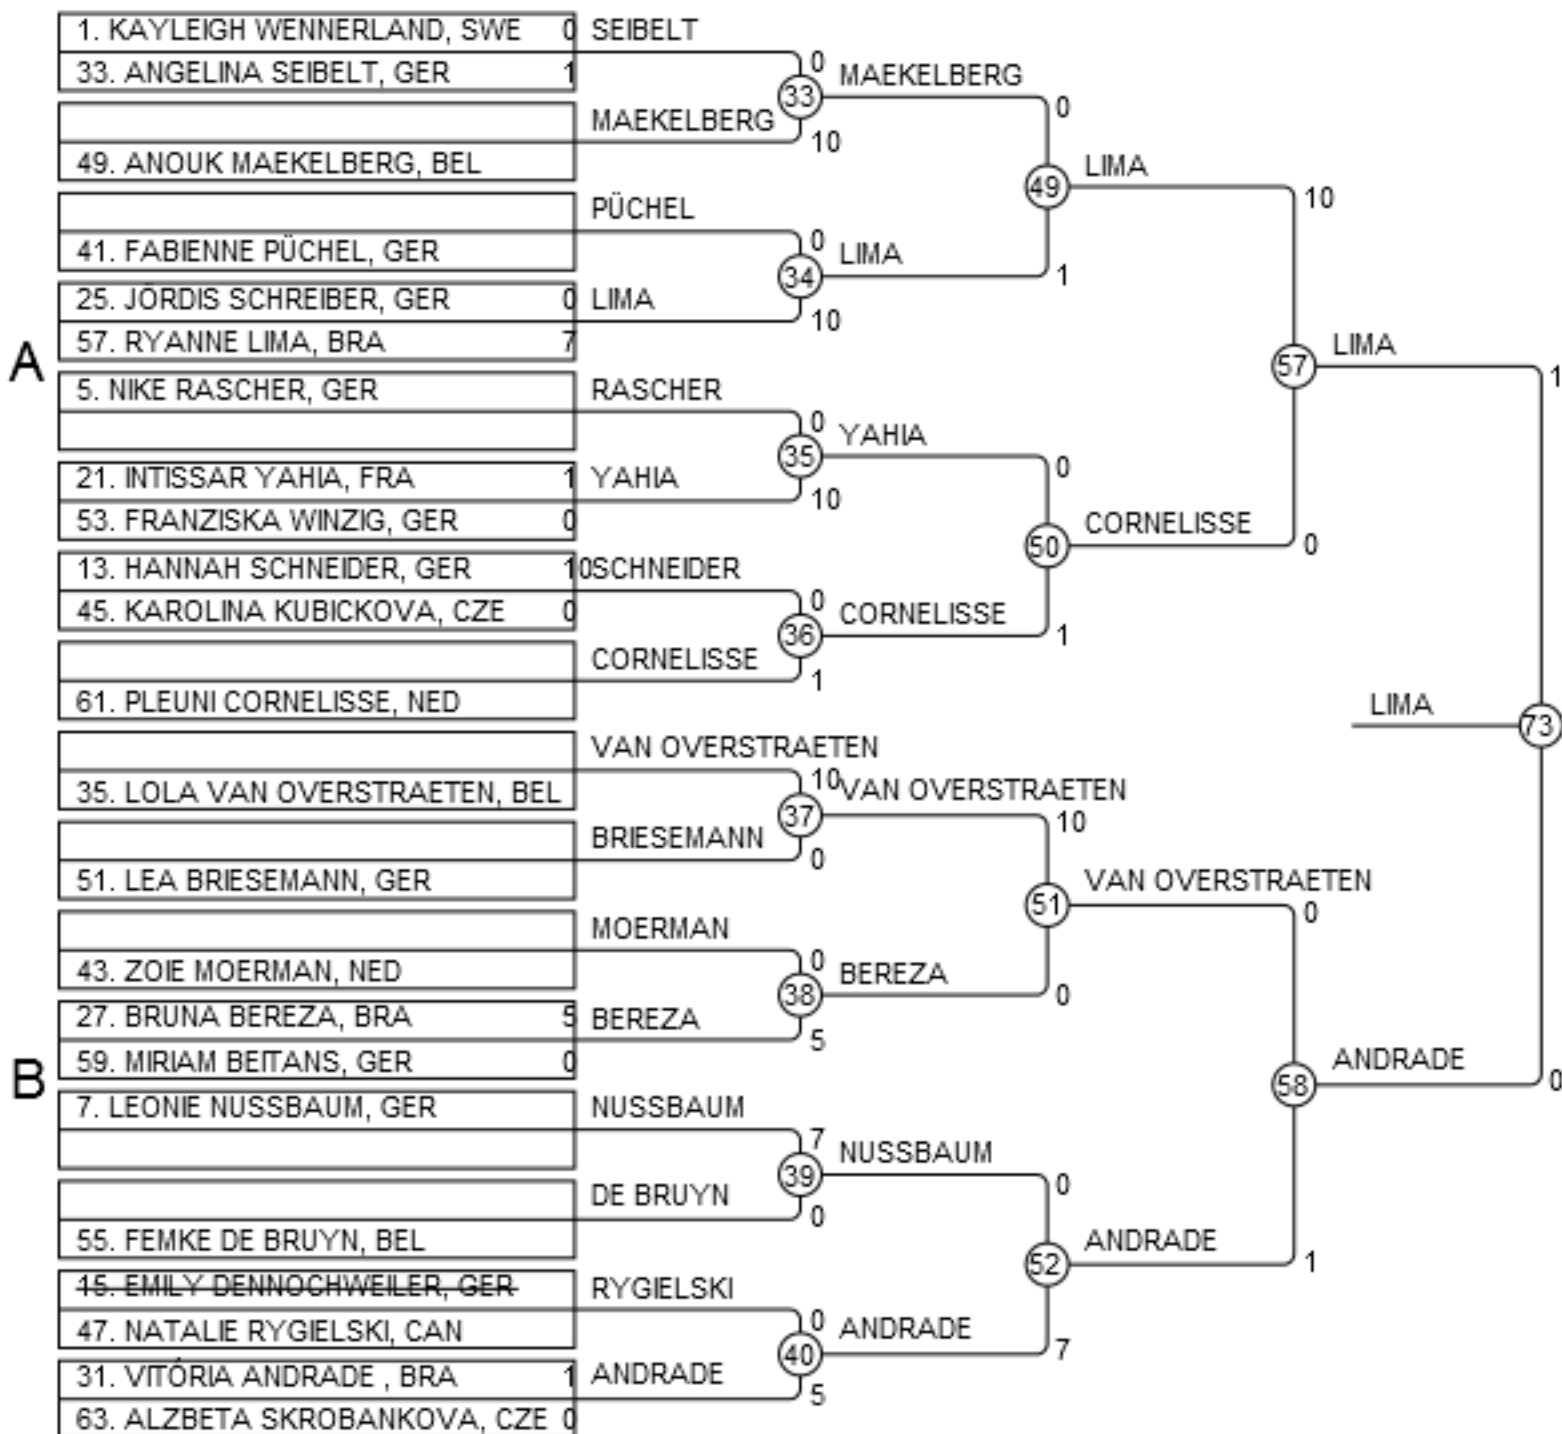 1. KAYLEIGH WENNERLAND, SWE 0 SEIBELT
0
33. ANGELINA SEIBELT, GER 1
33 MAEKELBERG
0
MAEKELBERG
10
49. ANOUK MAEKELBERG, BEL
49 LIMA
10
PÜCHEL
0
41. FABIENNE PÜCHEL, GER
34 LIMA
1
25. JÖRDIS SCHREIBER, GER 0 LIMA
10
57. RYANNE LIMA, BRA 7
A
57 LIMA
1
5. NIKE RASCHER, GER RASCHER
0
35 YAHIA
0
21. INTISSAR YAHIA, FRA 1 YAHIA
10
53. FRANZISKA WINZIG, GER 0
50 CORNELISSE
0
13. HANNAH SCHNEIDER, GER 10 SCHNEIDER
0
45. KAROLINA KUBICKOVA, CZE 0
36 CORNELISSE
1
CORNELISSE
1
61. PLEUNI CORNELISSE, NED
LIMA 73
VAN OVERSTRAETEN
10
35. LOLA VAN OVERSTRAETEN, BEL
37 VAN OVERSTRAETEN
10
BRIESEMANN
0
51. LEA BRIESEMANN, GER
51 VAN OVERSTRAETEN
0
MOERMAN
0
43. ZOIE MOERMAN, NED
38 BEREZA
0
27. BRUNA BEREZA, BRA 5 BEREZA
5
59. MIRIAM BEITANS, GER 0
B
58 ANDRADE
0
7. LEONIE NUSSBAUM, GER NUSSBAUM
7
39 NUSSBAUM
0
DE BRUYN
0
55. FEMKE DE BRUYN, BEL
52 ANDRADE
1
15. EMILY DENNOCHWEILER, GER RYGIELSKI
0
47. NATALIE RYGIELSKI, CAN
40 ANDRADE
7
31. VITÓRIA ANDRADE , BRA 1 ANDRADE
5
63. ALZBETA SKROBANKOVA, CZE 0